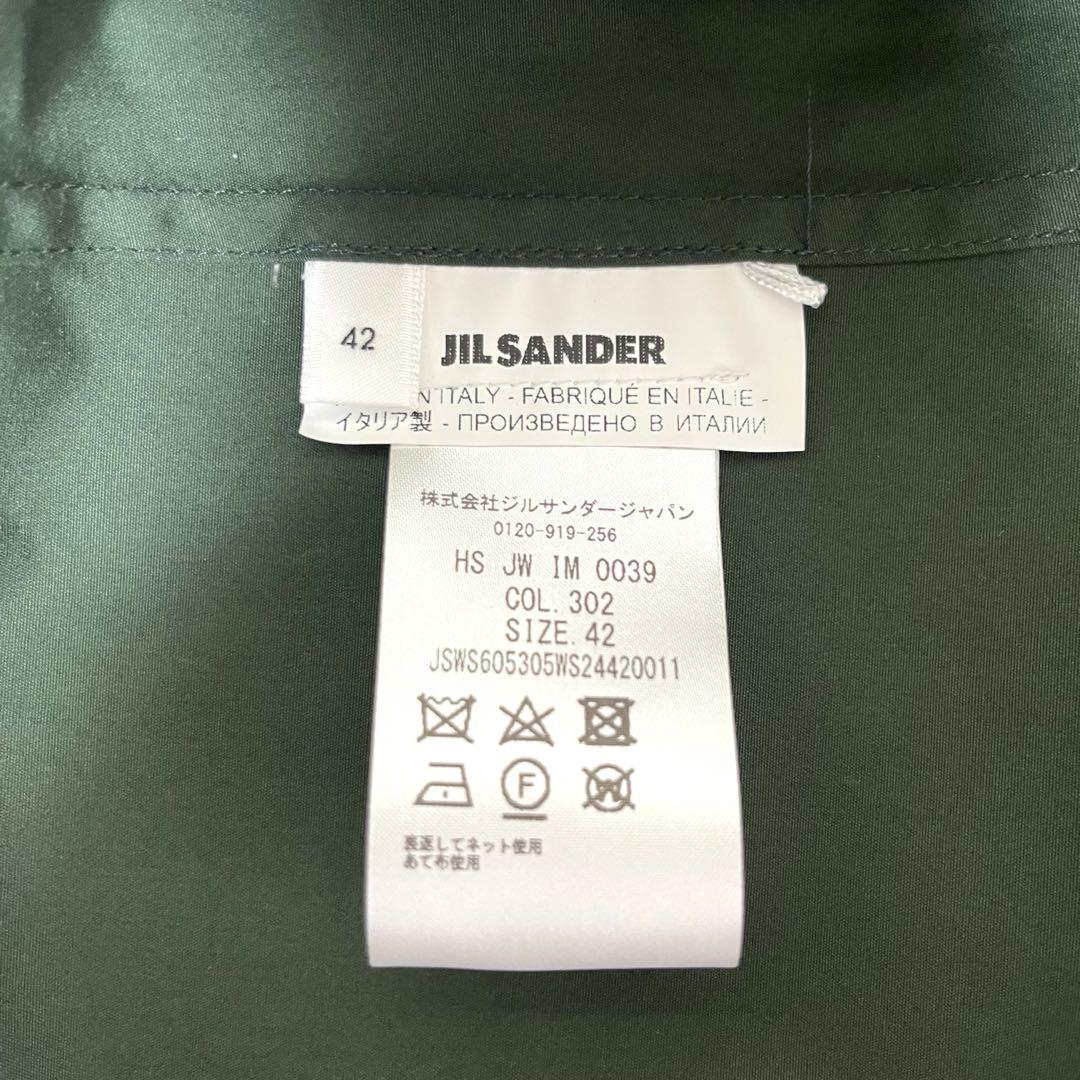 42
JIL SANDER
ITALY - FABRIQUÉ EN ITALIE -
イタリア製 - ПРОИЗВЕДЕНО В ИТАЛИИ
株式会社ジルサンダージャパン
0120-919-256
HS JW IM 0039
COL. 302
SIZE. 42
JSWS605305WS24420011
F
W
裏返してネット使用
あて布使用